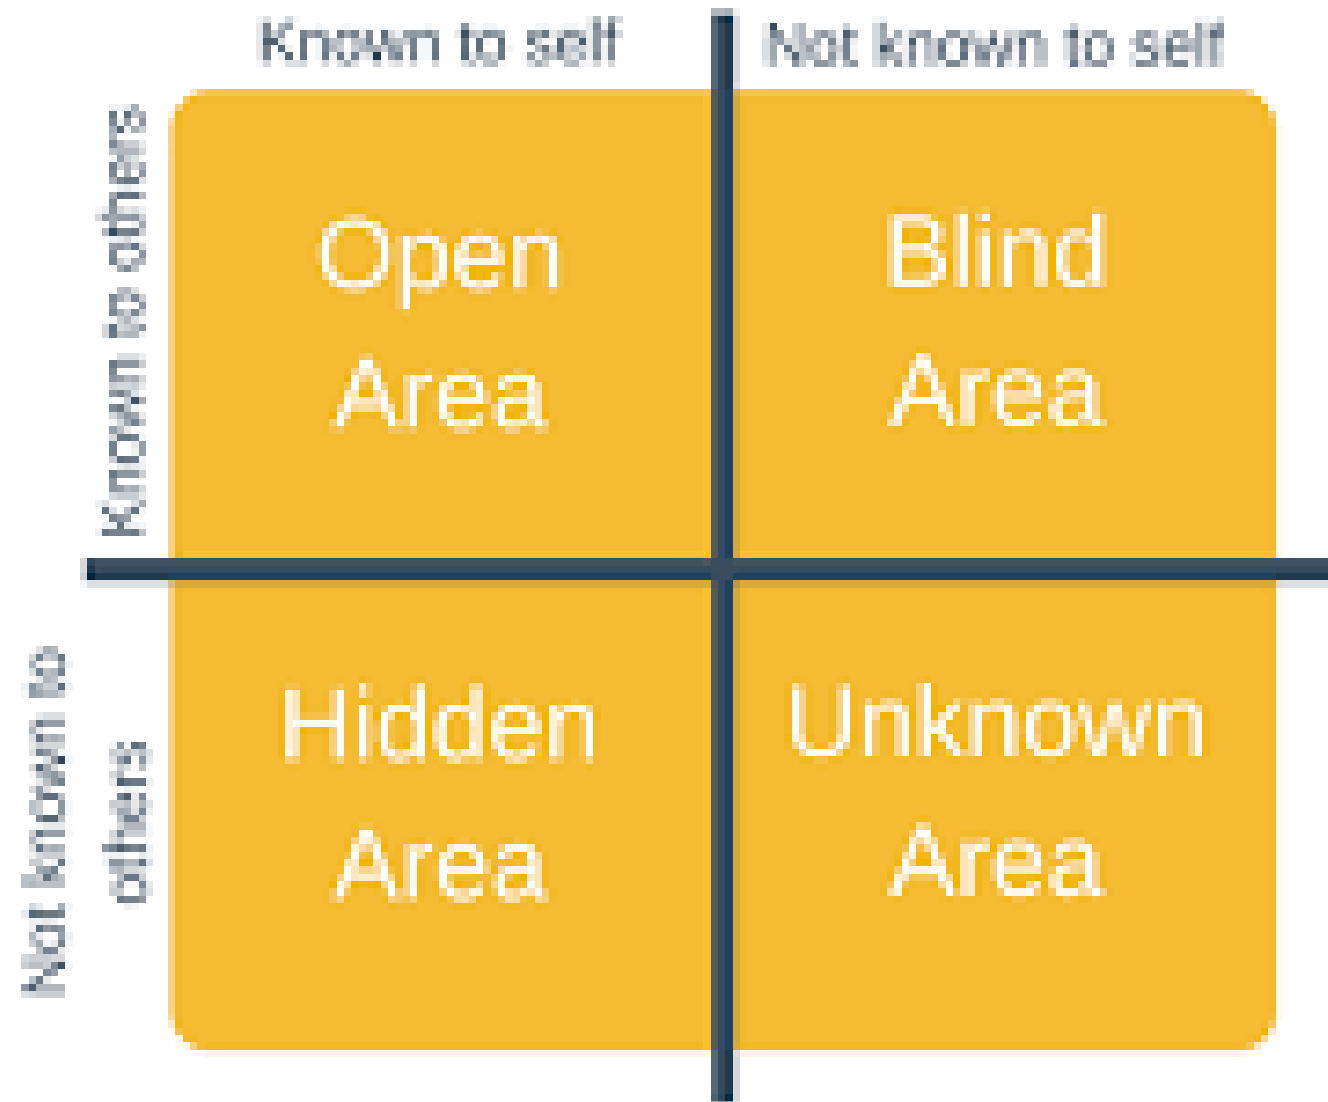 Known to self
Not known to self
Known to others
Open
Area
Blind
Area
Not known to
others
Hidden
Area
Unknown
Area